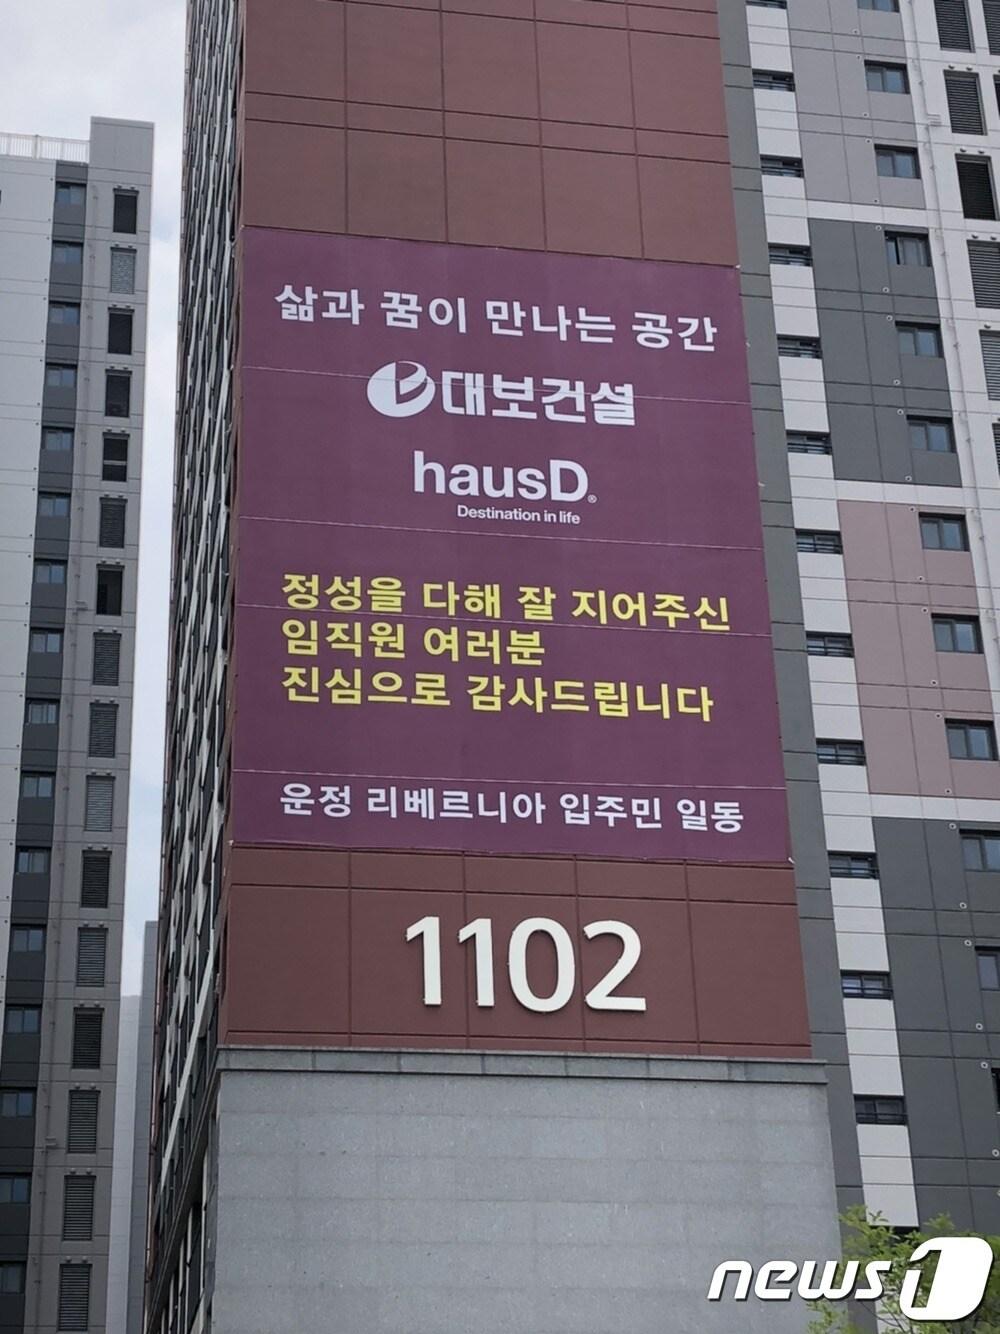 삶과 꿈이 만나는 공간
대보건설
hausD®
Destination in life
정성을 다해 잘 지어주신
임직원 여러분
진심으로 감사드립니다
운정 리베르니아 입주민 일동
1102
news1